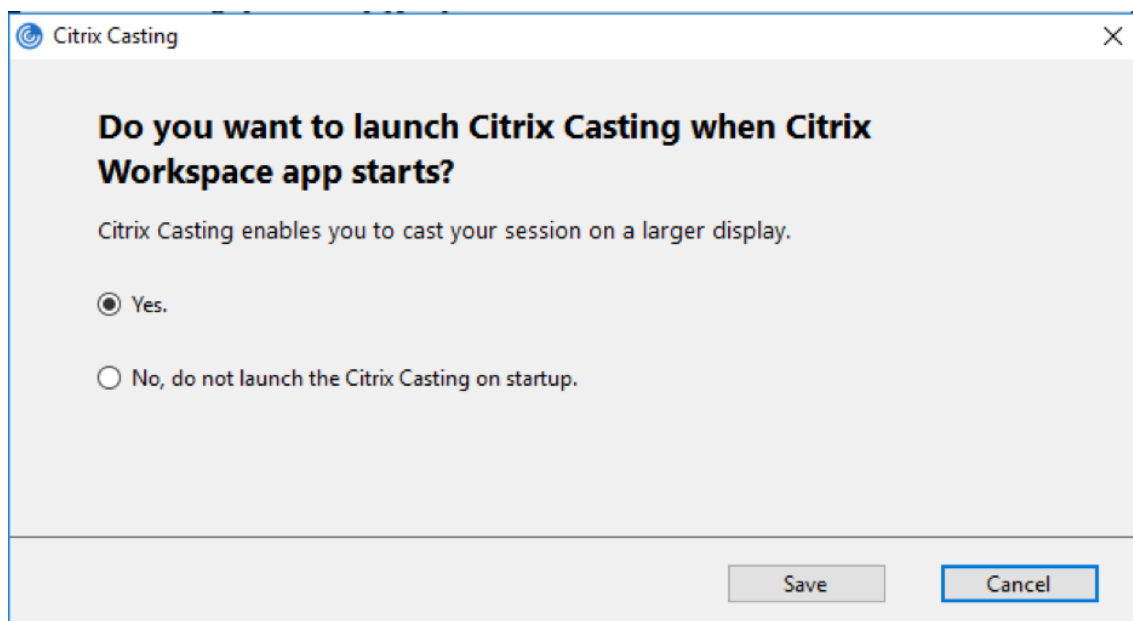 Citrix Casting
Do you want to launch Citrix Casting when Citrix
Workspace app starts?
Citrix Casting enables you to cast your session on a larger display.
Yes.
No, do not launch the Citrix Casting on startup.
Save
Cancel